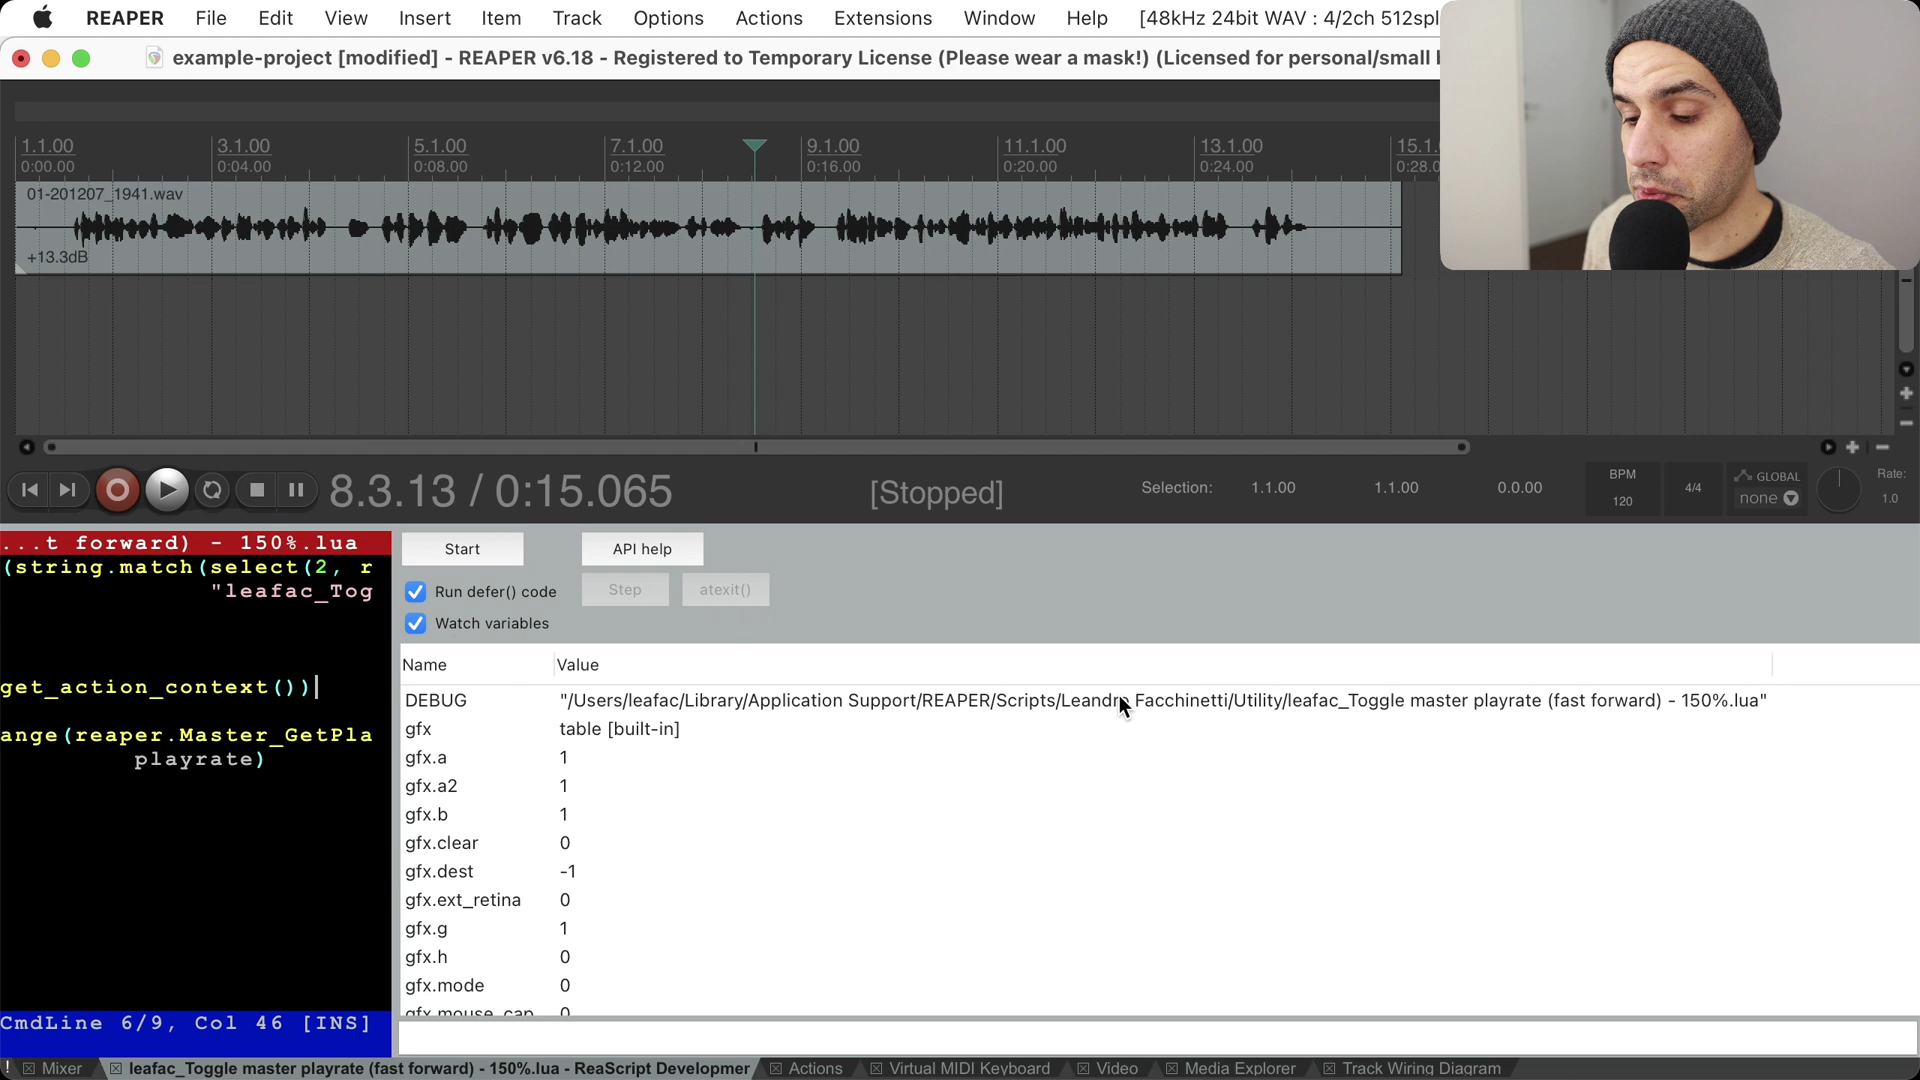 REAPER File Edit View Insert Item Track Options Actions Extensions Window Help [48kHz 24bit WAV : 4/2ch 512spl
example-project [modified] - REAPER v6.18 - Registered to Temporary License (Please wear a mask!) (Licensed for personal/small
1.1.00 3.1.00 5.1.00 7.1.00 9.1.00 11.1.00 13.1.00 15.1.
0:00.00 0:04.00 0:08.00 0:12.00 0:16.00 0:20.00 0:24.00 0:28.0
01-201207_1941.wav
+13.3dB
8.3.13 / 0:15.065 [Stopped] Selection: 1.1.00 1.1.00 0.0.00
BPM
120
4/4
GLOBAL
none
Rate:
1.0
...t forward) - 150%.lua
(string.match(select(2, r
"leafac_Tog
get_action_context())
ange(reaper.Master_GetPla
playrate)
CmdLine 6/9, Col 46 [INS]
Start API help
Run defer() code Step atexit()
Watch variables
Name Value
DEBUG "/Users/leafac/Library/Application Support/REAPER/Scripts/Leandro Facchinetti/Utility/leafac_Toggle master playrate (fast forward) - 150%.lua"
gfx table [built-in]
gfx.a 1
gfx.a2 1
gfx.b 1
gfx.clear 0
gfx.dest -1
gfx.ext_retina 0
gfx.g 1
gfx.h 0
gfx.mode 0
gfx.mouse_cap 0
! Mixer leafac_Toggle master playrate (fast forward) - 150%.lua - ReaScript Developmer Actions Virtual MIDI Keyboard Video Media Explorer Track Wiring Diagram